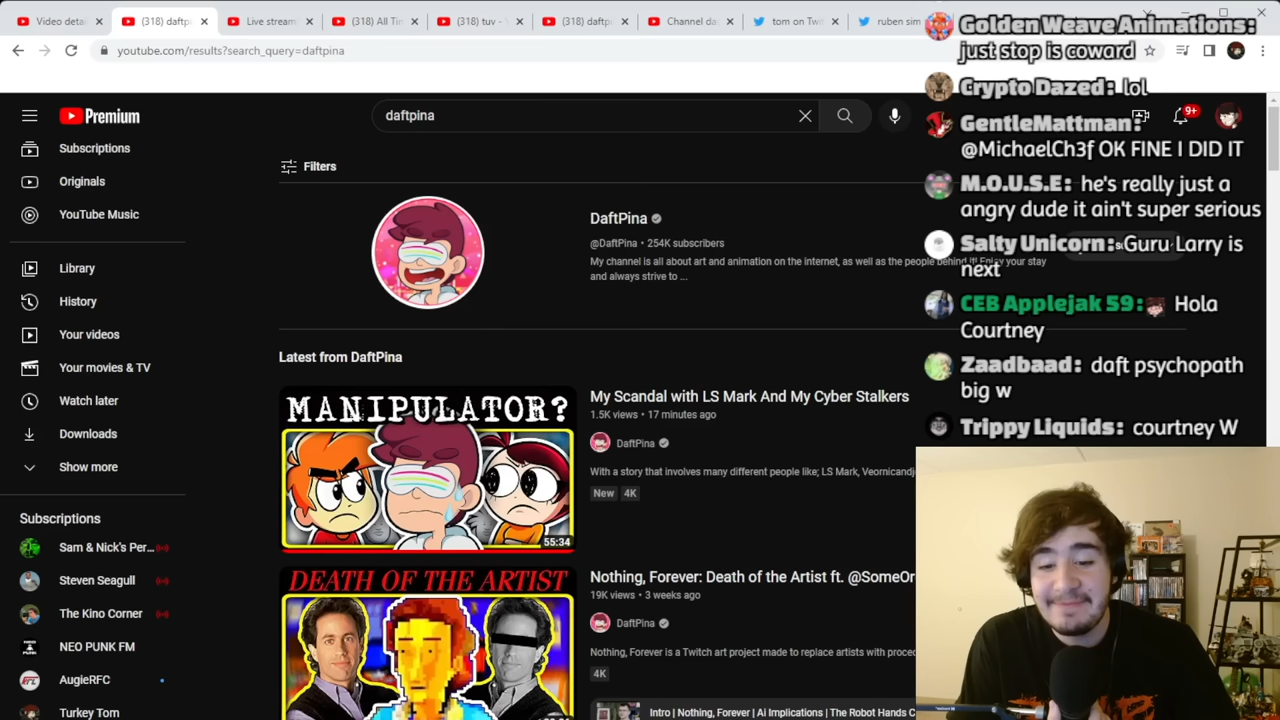 Video detai
(318) daftp
Live stream
(318) All Ti
(318) tuv -
(318) daftp
Channel da
tom on Tw
ruben sim
youtube.com/results?search_query=daftpina
Premium
daftpina
9+
Subscriptions
Originals
YouTube Music
Library
History
Your videos
Your movies & TV
Watch later
Downloads
Show more
Subscriptions
Sam & Nick's Per...
Steven Seagull
The Kino Corner
NEO PUNK FM
AugieRFC
Turkey Tom
Filters
DaftPina
@DaftPina • 254K subscribers
My channel is all about art and animation on the internet, as well as the people behind it! Enjoy your stay
and always strive to ...
Latest from DaftPina
MANIPULATOR?
55:34
My Scandal with LS Mark And My Cyber Stalkers
1.5K views • 17 minutes ago
DaftPina
With a story that involves many different people like; LS Mark, Veornicandj
New 4K
DEATH OF THE ARTIST
Nothing, Forever: Death of the Artist ft. @SomeOr
19K views • 3 weeks ago
DaftPina
Nothing, Forever is a Twitch art project made to replace artists with proced
4K
Intro | Nothing, Forever | Ai Implications | The Robot Hands C
Golden Weave Animations:
just stop is coward
Crypto Dazed: lol
GentleMattman:
@MichaelCh3f OK FINE I DID IT
M.O.U.S.E: he's really just a
angry dude it ain't super serious
Salty Unicorn: Guru Larry is
next
CEB Applejak 59: Hola
Courtney
Zaadbaad: daft psychopath
big w
Trippy Liquids: courtney W